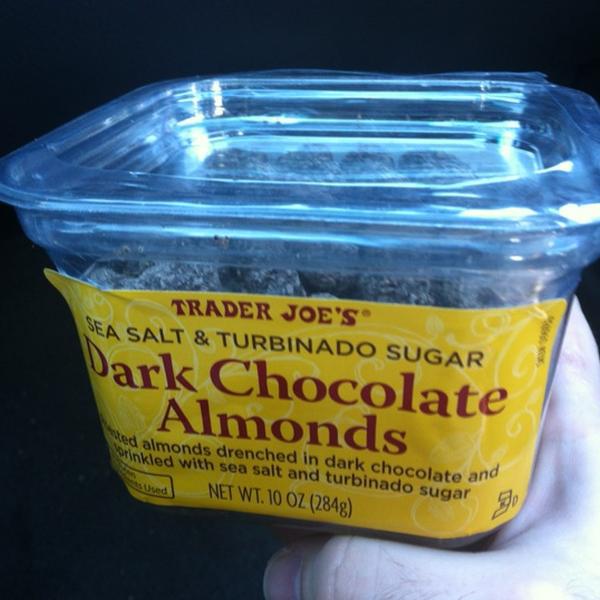 TRADER JOE'S®
SEA SALT & TURBINADO SUGAR
Dark Chocolate
Almonds
almonds drenched in dark chocolate and
sprinkled with sea salt and turbinado sugar
Used
NET WT. 10 OZ (284g)
D